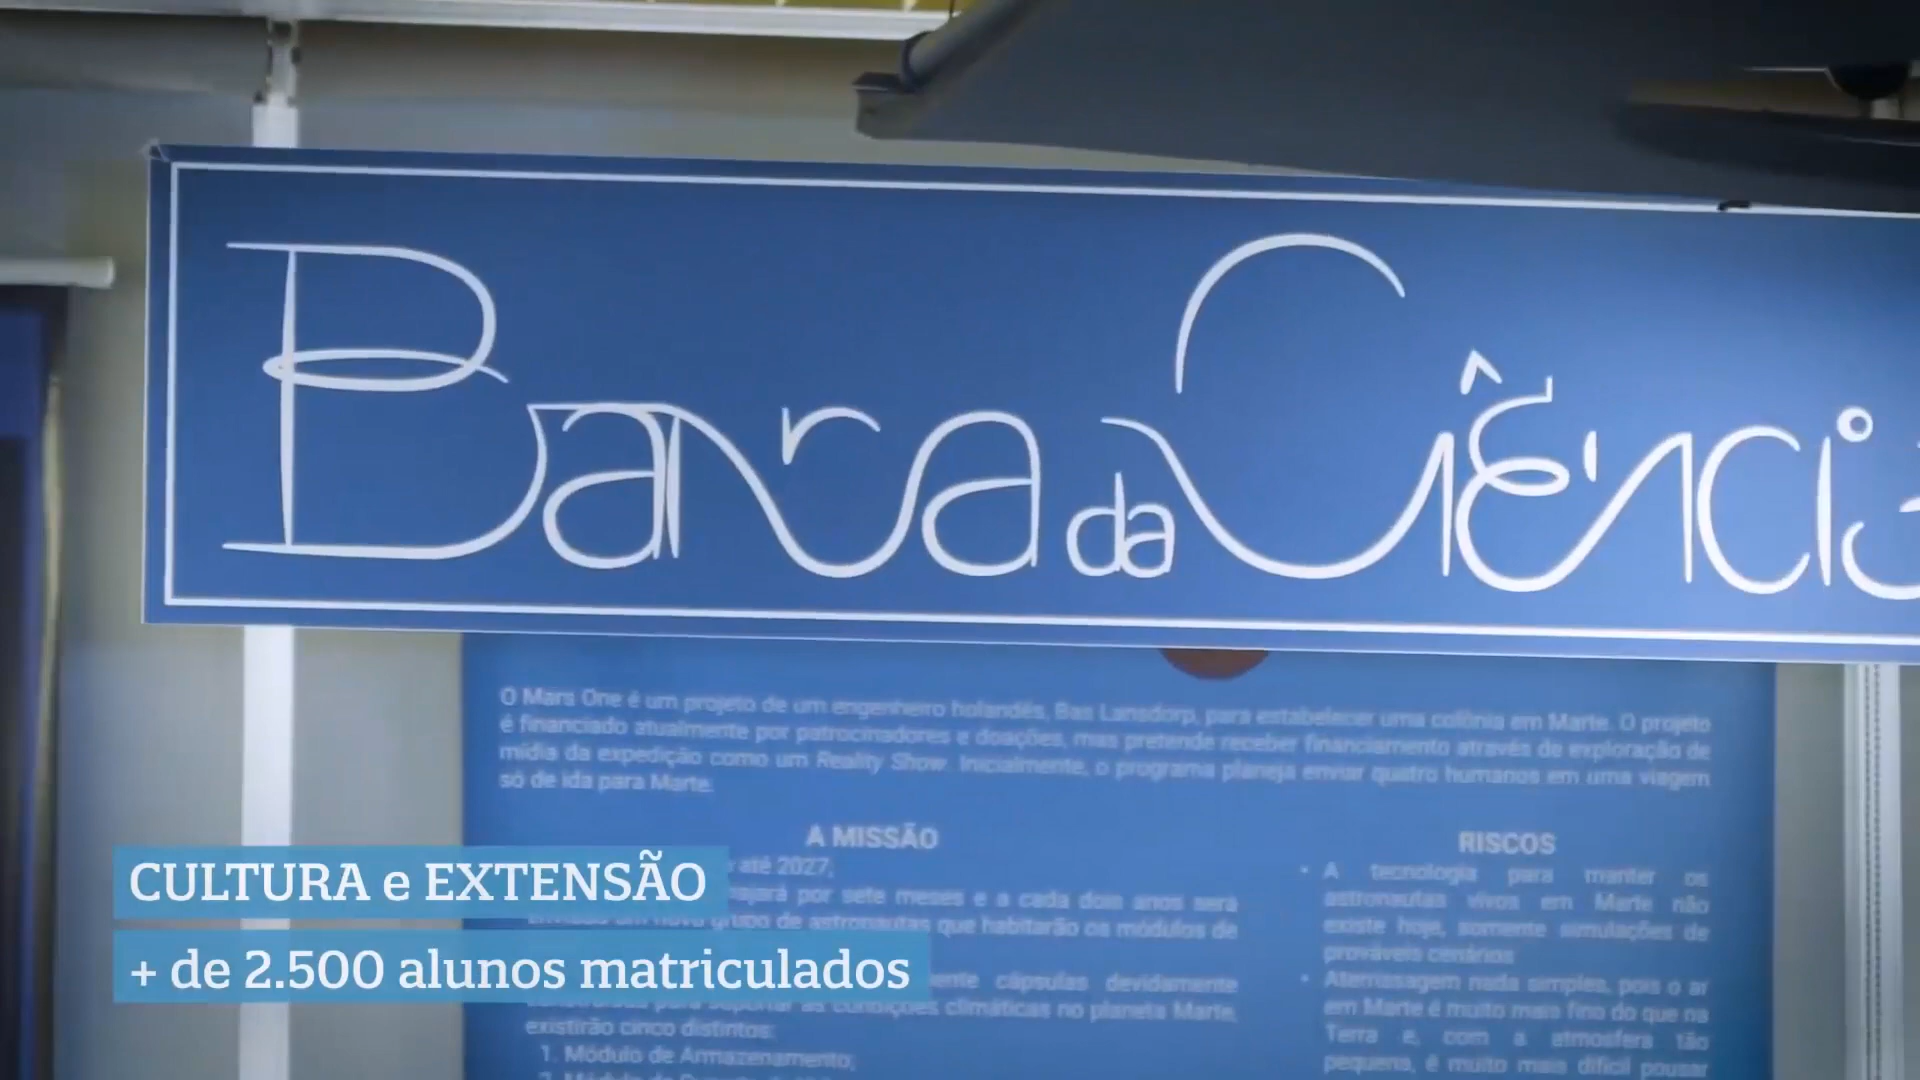 Barca da Ciênci
O Mars One é um projeto de um engenheiro holandês, Bas Lansdorp, para estabelecer uma colônia em Marte. O projeto
é financiado atualmente por patrocinadores e doações, mas pretende receber financiamento através de exploração de
mídia da expedição como um Reality Show. Inicialmente, o programa planeja enviar quatro humanos em uma viagem
só de ida para Marte.
A MISSÃO
até 2027;
por sete meses e a cada dois anos será
grupo de astronautas que habitarão os módulos de
cápsulas devidamente
as condições climáticas no planeta Marte,
existirão cinco distintos:
1. Módulo de Armazenamento;
RISCOS
• A tecnologia para manter os
astronautas vivos em Marte não
existe hoje, somente simulações de
prováveis cenários
• Aterrissagem nada simples, pois o ar
em Marte é muito mais fino do que na
Terra e, com a atmosfera tão
pequena, é muito mais difícil pousar
CULTURA e EXTENSÃO
+ de 2.500 alunos matriculados